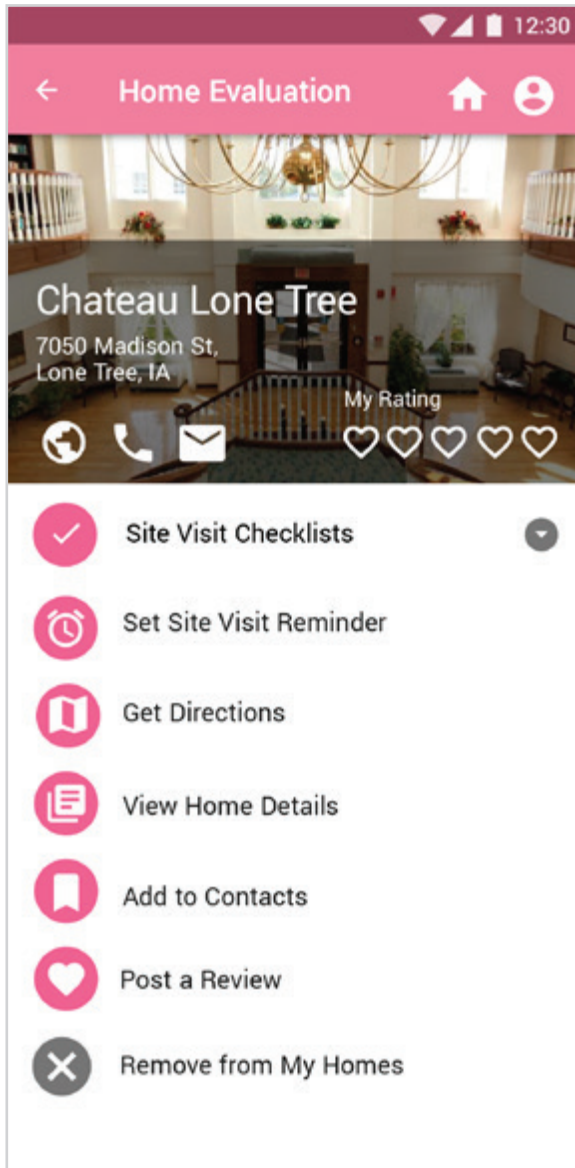 12:30
Home Evaluation
Chateau Lone Tree
7050 Madison St,
Lone Tree, IA
My Rating
Site Visit Checklists
Set Site Visit Reminder
Get Directions
View Home Details
Add to Contacts
Post a Review
Remove from My Homes